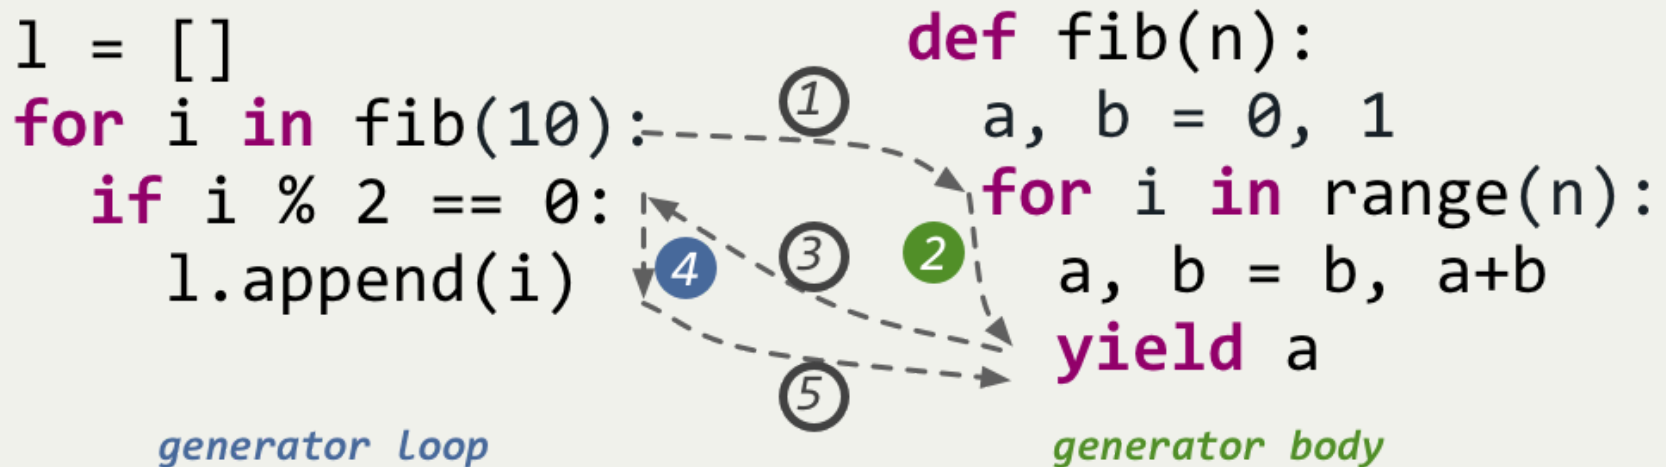 l = []
for i in fib(10):
if i % 2 == 0:
l.append(i)
generator loop
1
2
3
4
5
def fib(n):
a, b = 0, 1
for i in range(n):
a, b = b, a+b
yield a
generator body